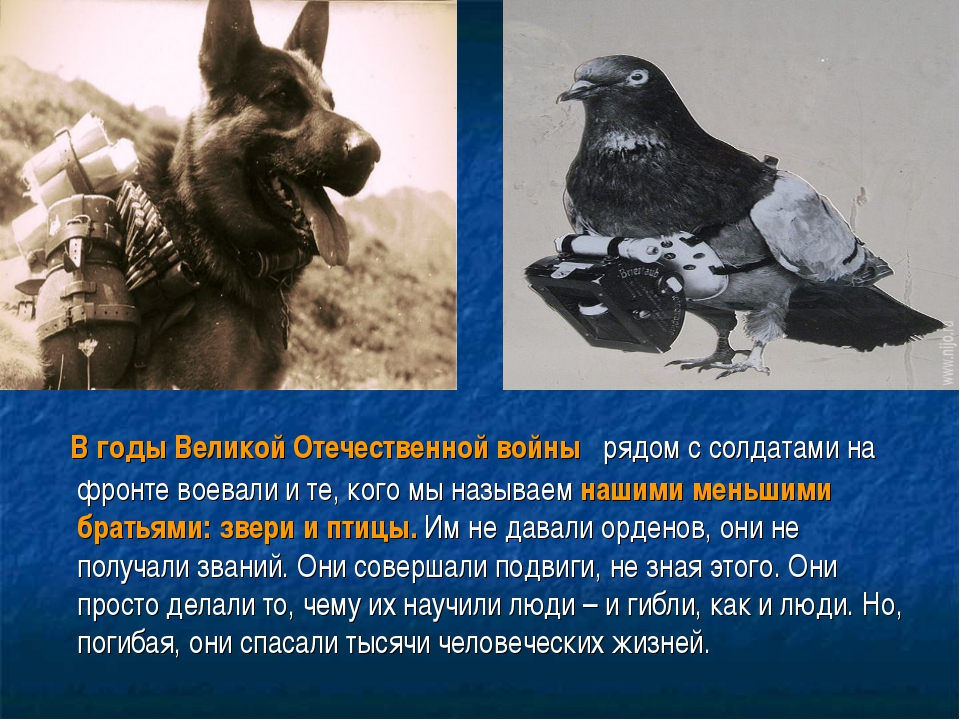 Brieftaube
www.nijo.ru
В годы Великой Отечественной войны рядом с солдатами на
фронте воевали и те, кого мы называем нашими меньшими
братьями: звери и птицы. Им не давали орденов, они не
получали званий. Они совершали подвиги, не зная этого. Они
просто делали то, чему их научили люди – и гибли, как и люди. Но,
погибая, они спасали тысячи человеческих жизней.